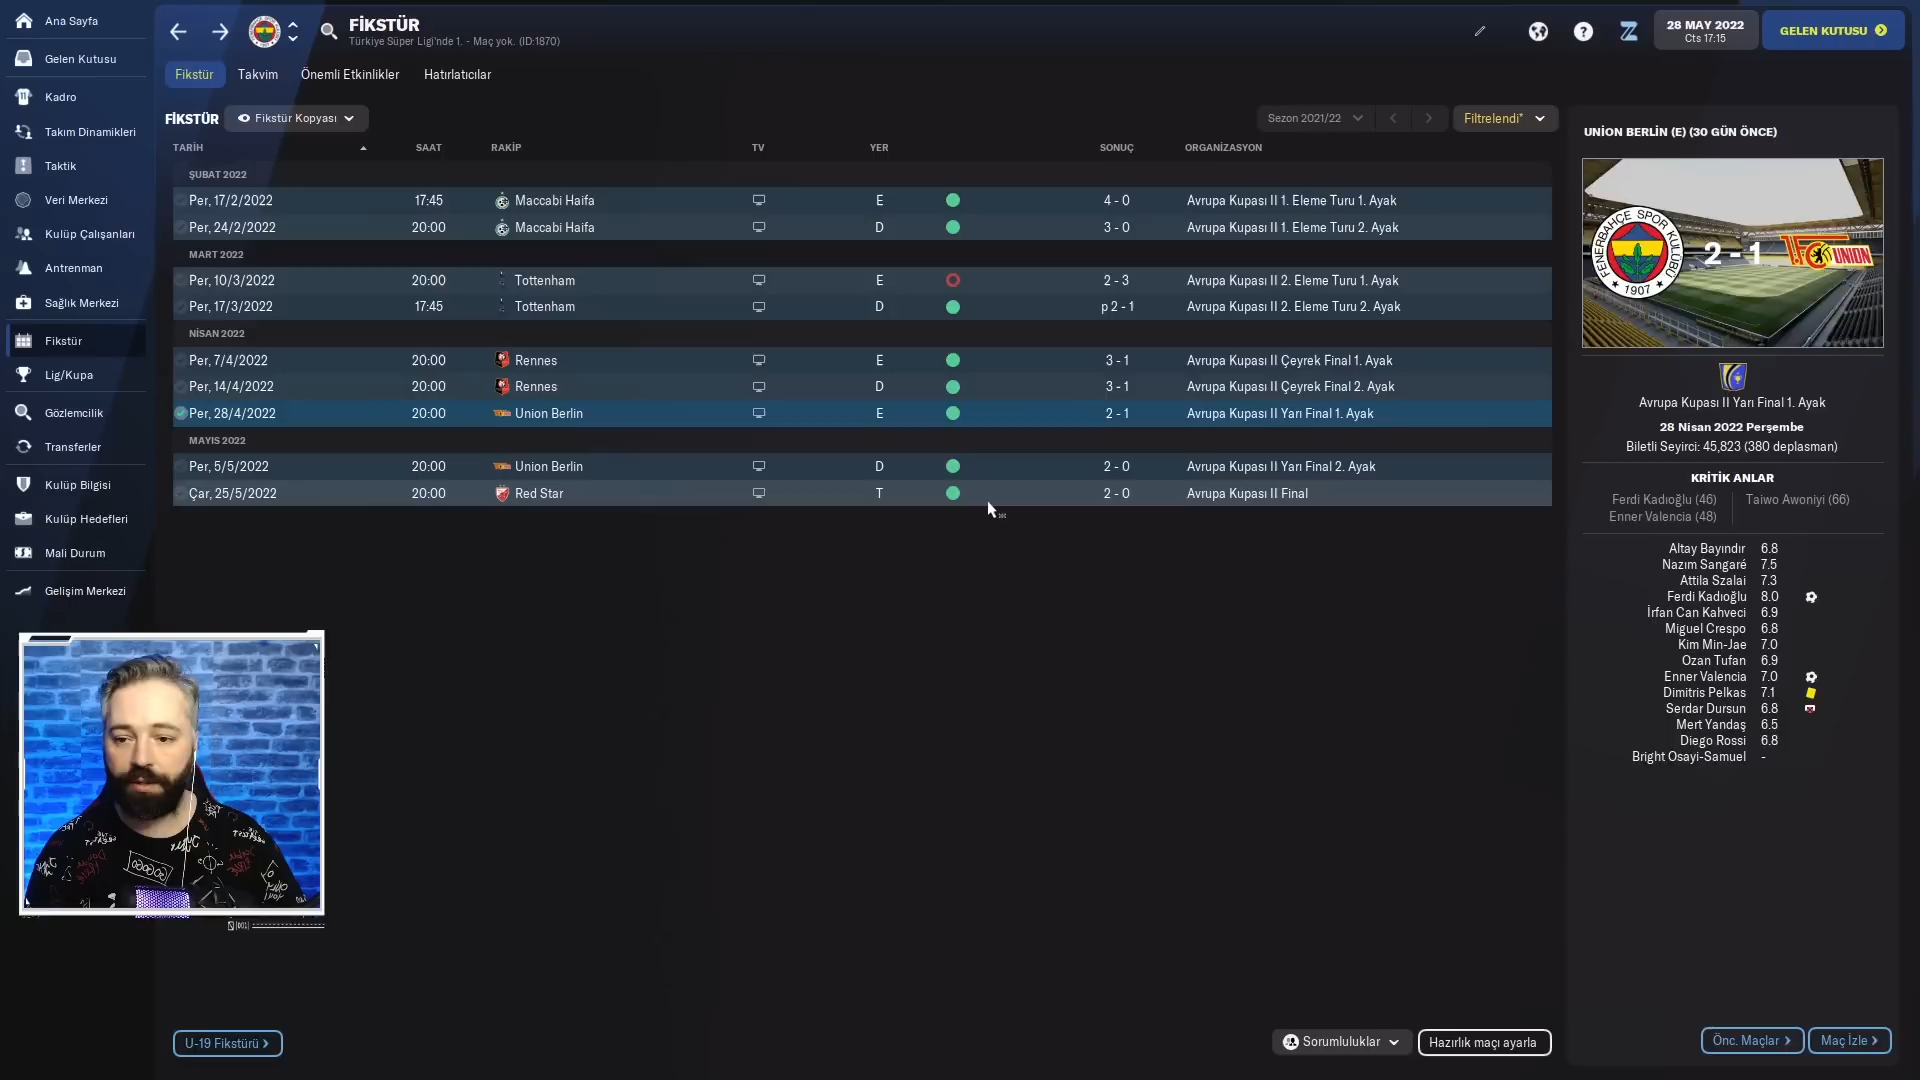 Ana Sayfa
Gelen Kutusu
Kadro
Takım Dinamikleri
Taktik
Veri Merkezi
Kulüp Çalışanları
Antrenman
Sağlık Merkezi
Fikstür
Lig/Kupa
Gözlemcilik
Transferler
Kulüp Bilgisi
Kulüp Hedefleri
Mali Durum
Gelişim Merkezi
FİKSTÜR
Türkiye Süper Ligi'nde 1. - Maç yok. (ID:1870)
28 MAY 2022
Cts 17:15
GELEN KUTUSU
Fikstür Takvim Önemli Etkinlikler Hatırlatıcılar
FİKSTÜR Fikstür Kopyası Sezon 2021/22 Filtrelendi*
TARİH SAAT RAKİP TV YER SONUÇ ORGANİZASYON
ŞUBAT 2022
Per, 17/2/2022 17:45 Maccabi Haifa E 4 - 0 Avrupa Kupası II 1. Eleme Turu 1. Ayak
Per, 24/2/2022 20:00 Maccabi Haifa D 3 - 0 Avrupa Kupası II 1. Eleme Turu 2. Ayak
MART 2022
Per, 10/3/2022 20:00 Tottenham E 2 - 3 Avrupa Kupası II 2. Eleme Turu 1. Ayak
Per, 17/3/2022 17:45 Tottenham D p 2 - 1 Avrupa Kupası II 2. Eleme Turu 2. Ayak
NİSAN 2022
Per, 7/4/2022 20:00 Rennes E 3 - 1 Avrupa Kupası II Çeyrek Final 1. Ayak
Per, 14/4/2022 20:00 Rennes D 3 - 1 Avrupa Kupası II Çeyrek Final 2. Ayak
Per, 28/4/2022 20:00 Union Berlin E 2 - 1 Avrupa Kupası II Yarı Final 1. Ayak
MAYIS 2022
Per, 5/5/2022 20:00 Union Berlin D 2 - 0 Avrupa Kupası II Yarı Final 2. Ayak
Çar, 25/5/2022 20:00 Red Star T 2 - 0 Avrupa Kupası II Final
UNİON BERLİN (E) (30 GÜN ÖNCE)
FENERBAHÇE SPOR KULÜBÜ
1907
2 - 1
UNION
Avrupa Kupası II Yarı Final 1. Ayak
28 Nisan 2022 Perşembe
Biletli Seyirci: 45,823 (380 deplasman)
KRİTİK ANLAR
Ferdi Kadıoğlu (46) Taiwo Awoniyi (66)
Enner Valencia (48)
Altay Bayındır 6.8
Nazım Sangaré 7.5
Attila Szalai 7.3
Ferdi Kadıoğlu 8.0
İrfan Can Kahveci 6.9
Miguel Crespo 6.8
Kim Min-Jae 7.0
Ozan Tufan 6.9
Enner Valencia 7.0
Dimitris Pelkas 7.1
Serdar Dursun 6.8
Mert Yandaş 6.5
Diego Rossi 6.8
Bright Osayi-Samuel -
U-19 Fikstürü
Sorumluluklar
Hazırlık maçı ayarla
Önc. Maçlar
Maç İzle